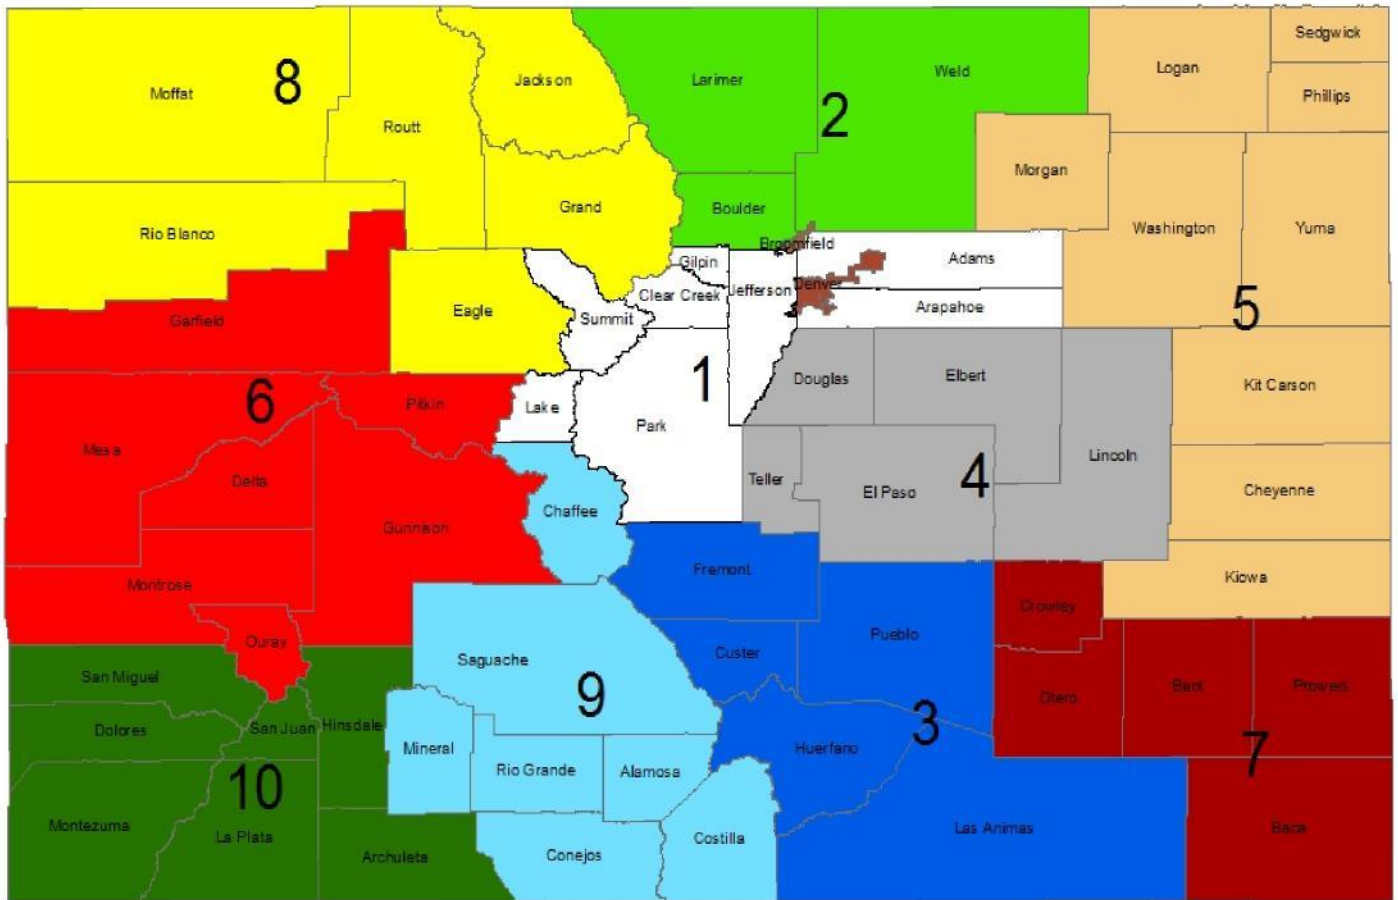 Sedgwick
Logan
Weld
Larimer
Jackson
Moffat
8
Phillips
2
Routt
Morgan
Grand
Boulder
Rio Blanco
Washington
Yuma
Broomfield
Gilpin
Adams
Denver
Clear Creek
Jefferson
Eagle
Summit
Arapahoe
5
Garfield
Douglas
Elbert
Kit Carson
1
6
Pitkin
Lake
Park
Mesa
Lincoln
Delta
Teller
El Paso
4
Cheyenne
Chaffee
Gunnison
Fremont
Kiowa
Montrose
Crowley
Ouray
Pueblo
Custer
Saguache
San Miguel
9
Otero
Bent
Prowers
Dolores
San Juan
Hinsdale
3
Mineral
Huerfano
7
Rio Grande
Alamosa
10
Montezuma
La Plata
Costilla
Las Animas
Baca
Archuleta
Conejos